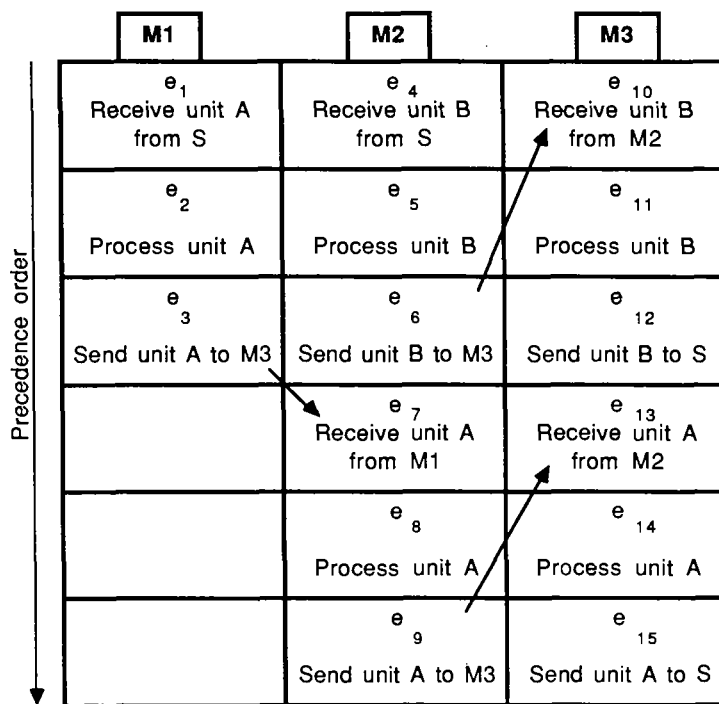 M1 M2 M3
e1 e4 e10
Receive unit A Receive unit B Receive unit B
from S from S from M2
e2 e5 e11
Process unit A Process unit B Process unit B
e3 e6 e12
Send unit A to M3 Send unit B to M3 Send unit B to S
e7 e13
Receive unit A Receive unit A
from M1 from M2
e8 e14
Process unit A Process unit A
e9 e15
Send unit A to M3 Send unit A to S
Precedence order